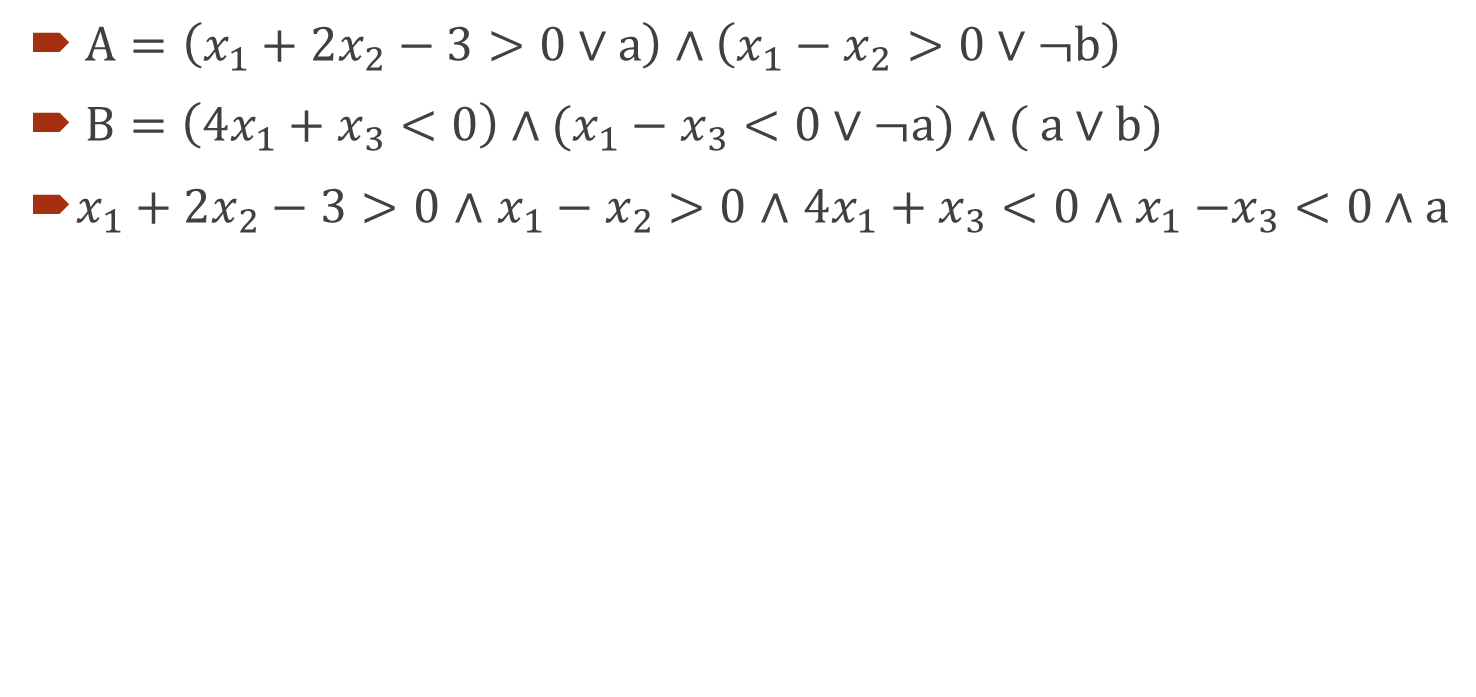 A = (x₁ + 2x₂ − 3 > 0 ∨ a) ∧ (x₁ − x₂ > 0 ∨ ¬b)
B = (4x₁ + x₃ < 0) ∧ (x₁ − x₃ < 0 ∨ ¬a) ∧ ( a ∨ b)
x₁ + 2x₂ − 3 > 0 ∧ x₁ − x₂ > 0 ∧ 4x₁ + x₃ < 0 ∧ x₁ −x₃ < 0 ∧ a